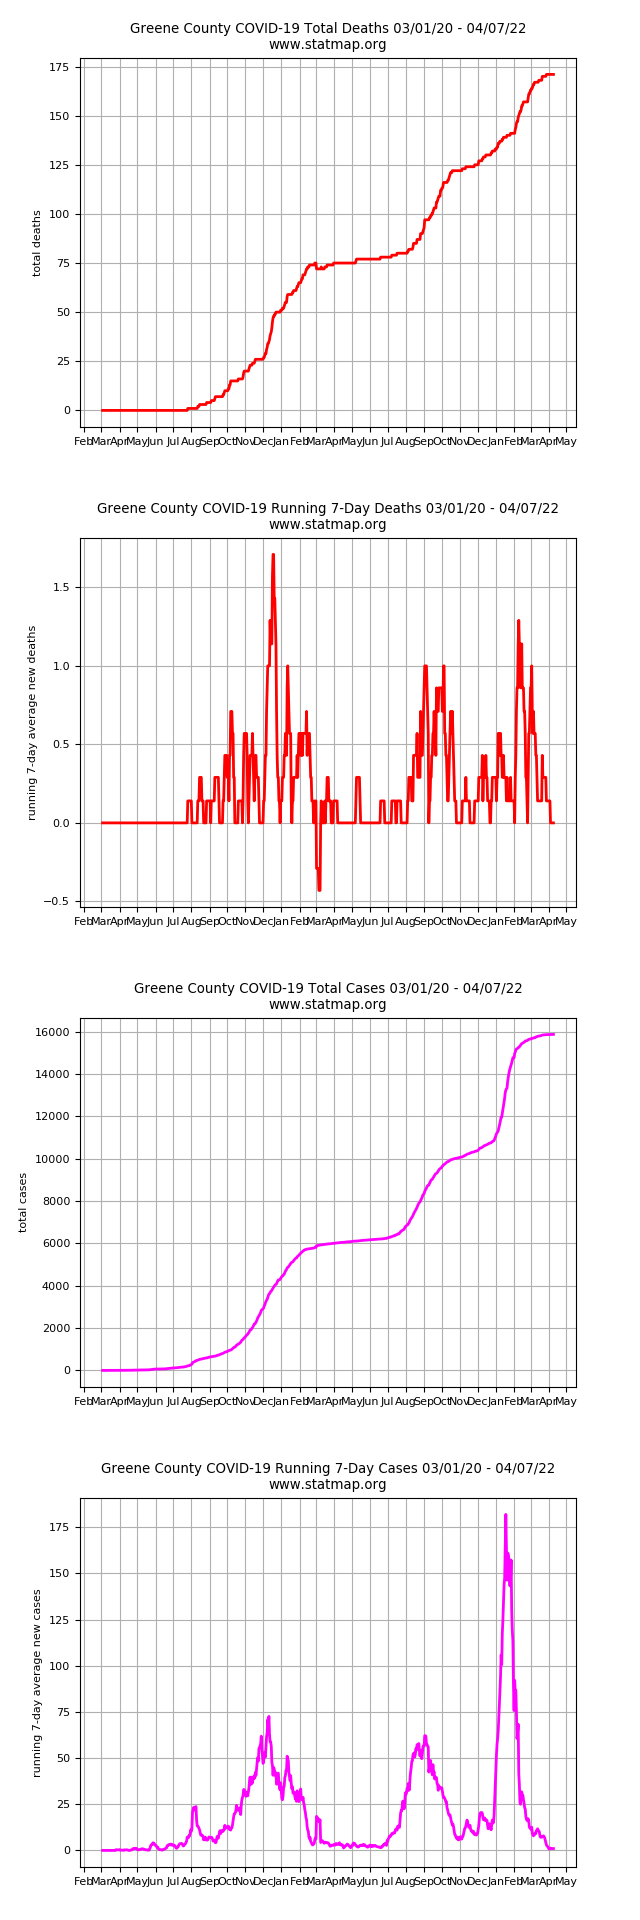 Greene County COVID-19 Total Deaths 03/01/20 - 04/07/22
www.statmap.org
total deaths
175
150
125
100
75
50
25
0
Feb Mar Apr May Jun Jul Aug Sep Oct Nov Dec Jan Feb Mar Apr May Jun Jul Aug Sep Oct Nov Dec Jan Feb Mar Apr May
Greene County COVID-19 Running 7-Day Deaths 03/01/20 - 04/07/22
www.statmap.org
running 7-day average new deaths
1.5
1.0
0.5
0.0
−0.5
Feb Mar Apr May Jun Jul Aug Sep Oct Nov Dec Jan Feb Mar Apr May Jun Jul Aug Sep Oct Nov Dec Jan Feb Mar Apr May
Greene County COVID-19 Total Cases 03/01/20 - 04/07/22
www.statmap.org
total cases
16000
14000
12000
10000
8000
6000
4000
2000
0
Feb Mar Apr May Jun Jul Aug Sep Oct Nov Dec Jan Feb Mar Apr May Jun Jul Aug Sep Oct Nov Dec Jan Feb Mar Apr May
Greene County COVID-19 Running 7-Day Cases 03/01/20 - 04/07/22
www.statmap.org
running 7-day average new cases
175
150
125
100
75
50
25
0
Feb Mar Apr May Jun Jul Aug Sep Oct Nov Dec Jan Feb Mar Apr May Jun Jul Aug Sep Oct Nov Dec Jan Feb Mar Apr May